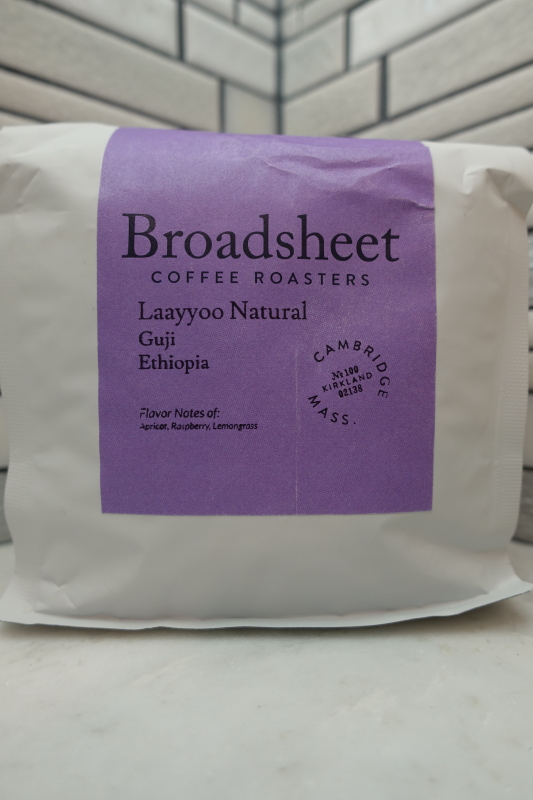 Broadsheet
COFFEE ROASTERS
Laayyoo Natural
Guji
Ethiopia
Flavor Notes of:
Apricot, Raspberry, Lemongrass
CAMBRIDGE
№ 100
KIRKLAND
02138
MASS.